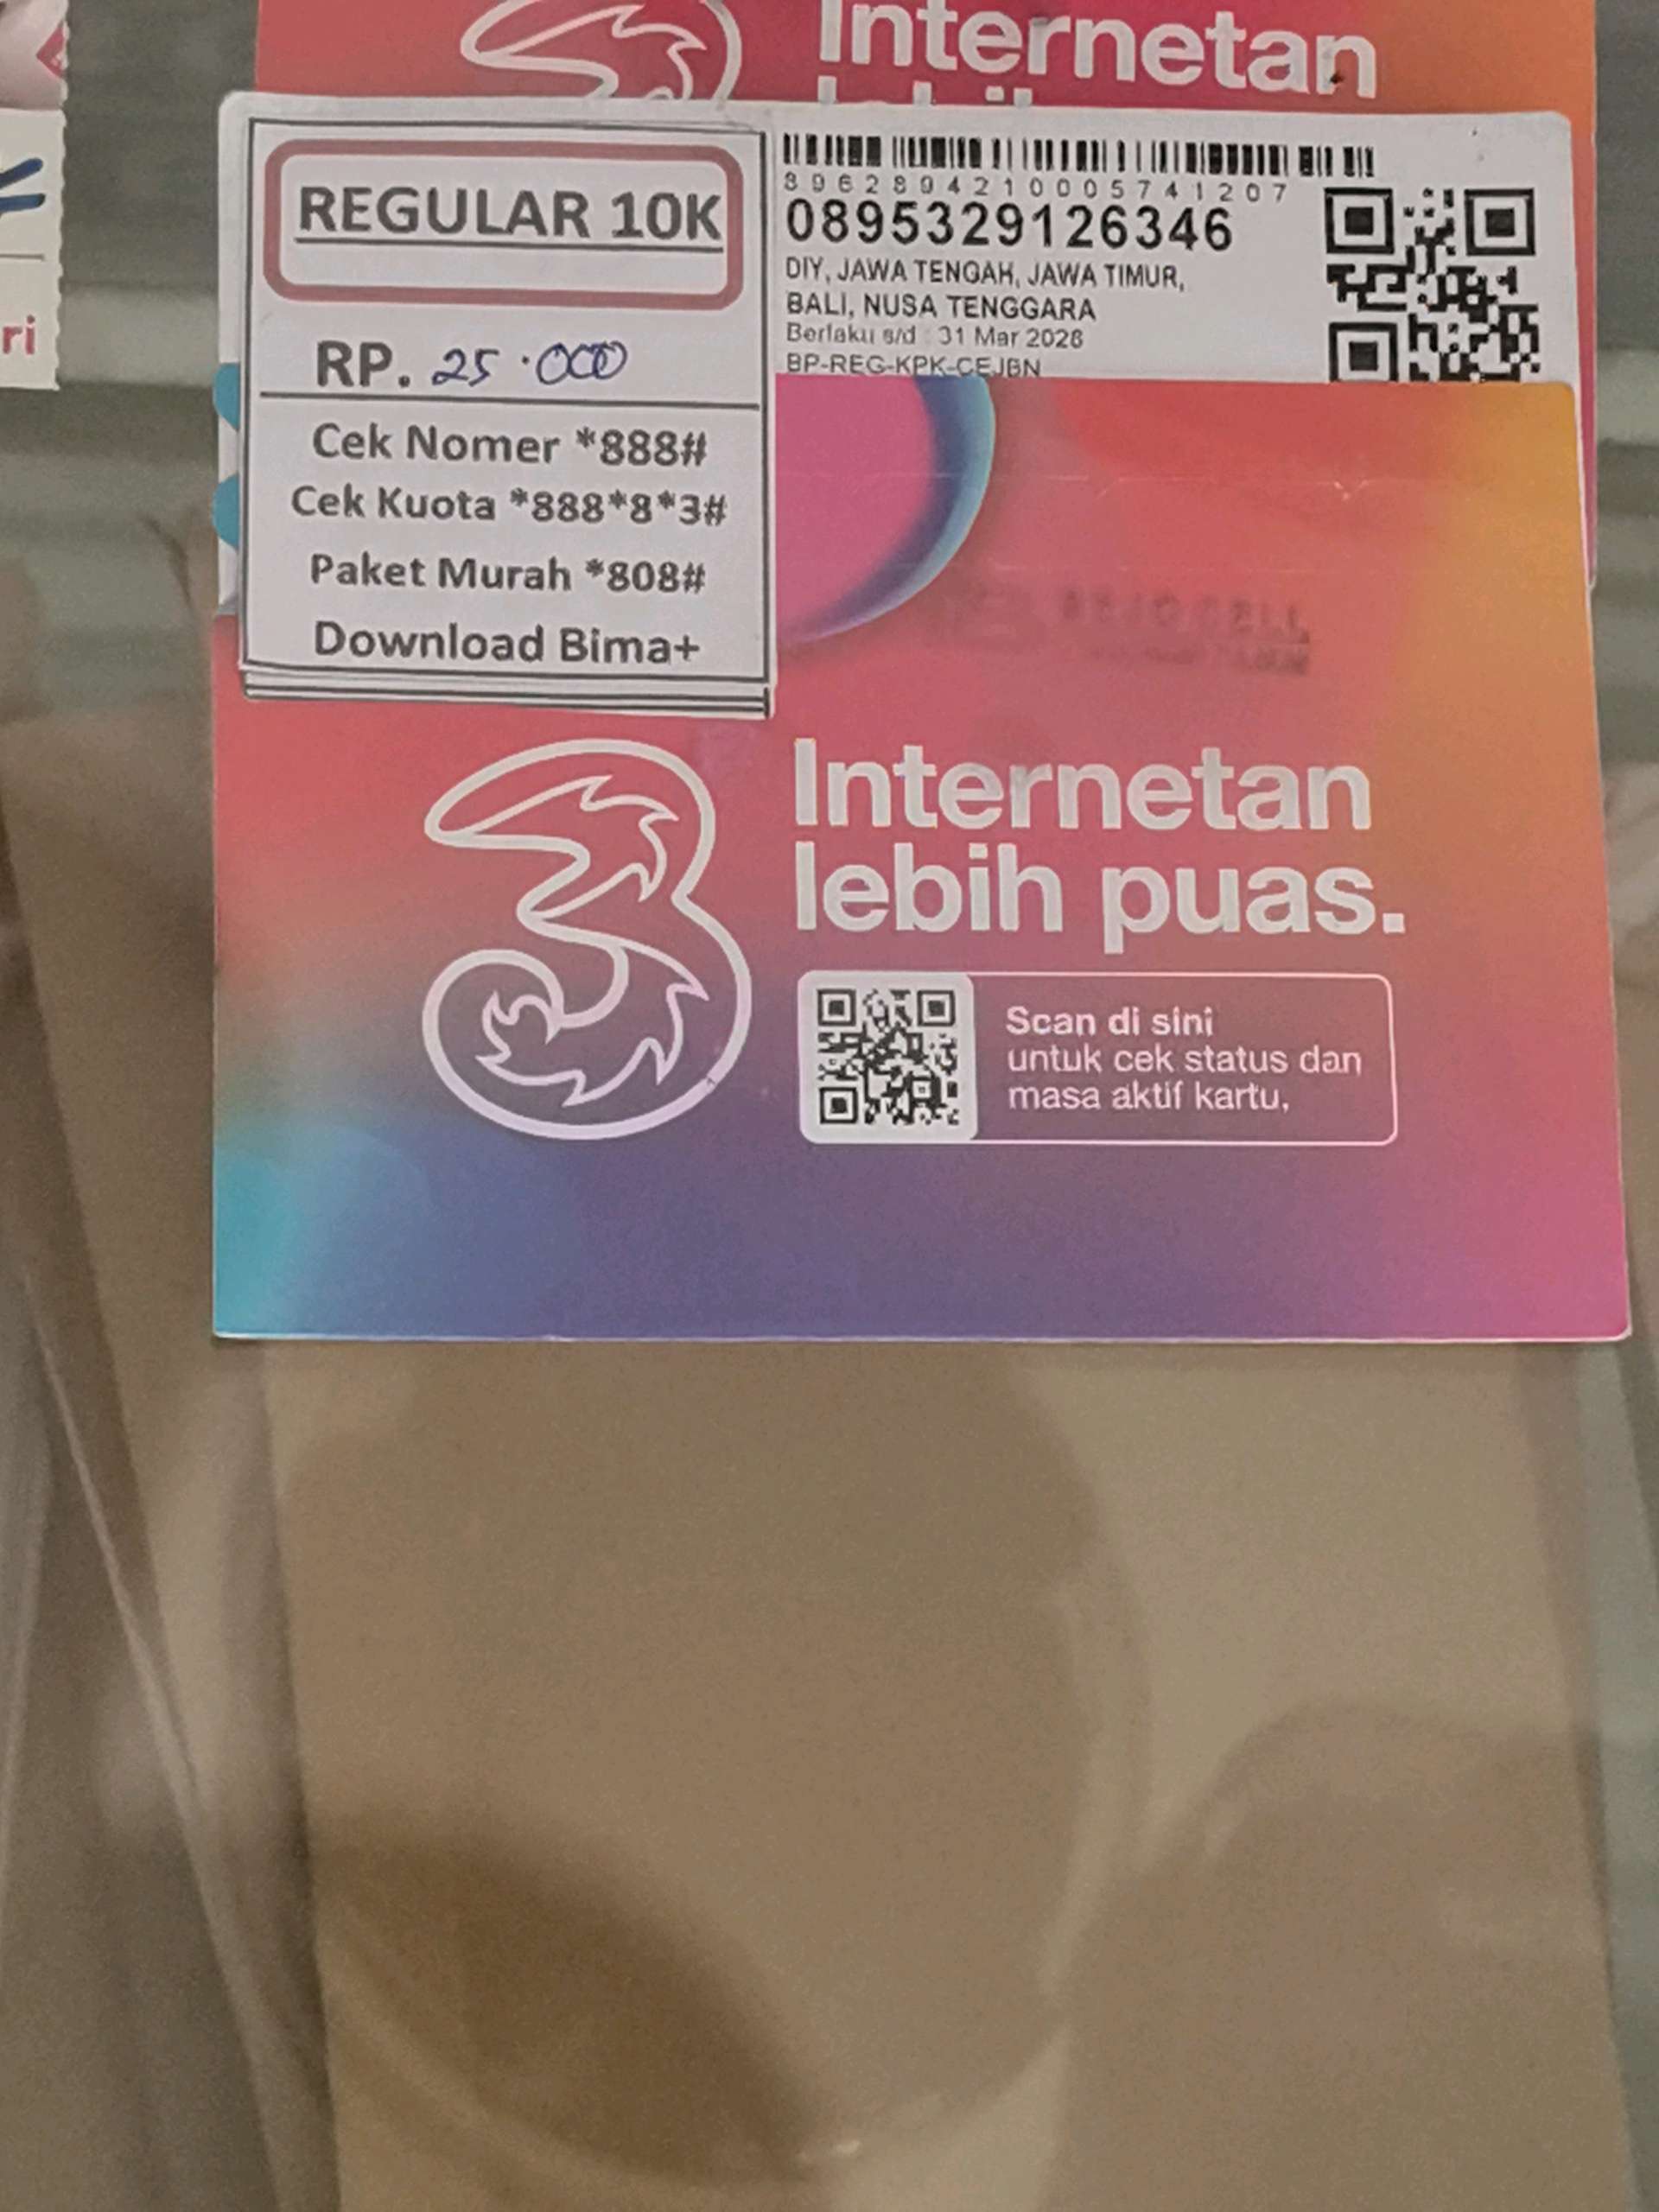 Internetan
REGULAR 10K
RP. 25.000
Cek Nomer *888#
Cek Kuota *888*8*3#
Paket Murah *808#
Download Bima+
8962894210005741207
0895329126346
DIY, JAWA TENGAH, JAWA TIMUR,
BALI, NUSA TENGGARA
Berlaku s/d : 31 Mar 2028
BP-REG-KPK-CEJBN
Internetan
lebih puas.
Scan di sini
untuk cek status dan
masa aktif kartu.
ri